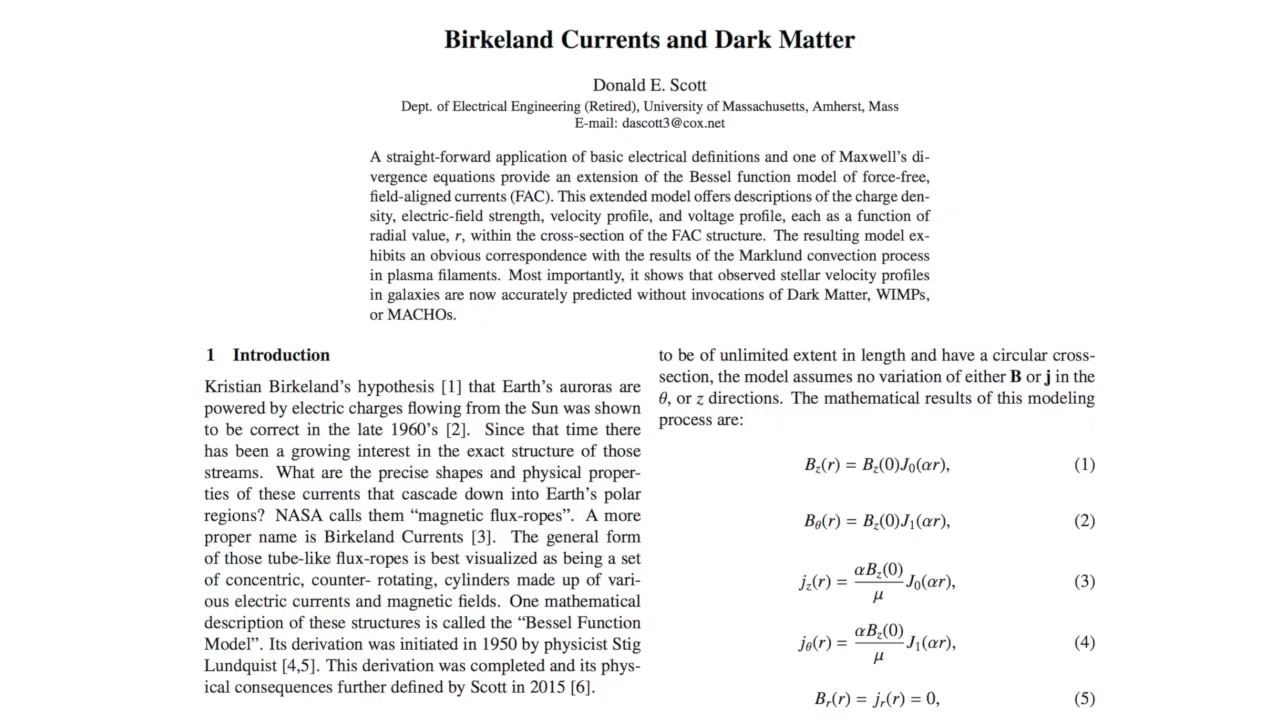 Birkeland Currents and Dark Matter
Donald E. Scott
Dept. of Electrical Engineering (Retired), University of Massachusetts, Amherst, Mass
E-mail: dascott3@cox.net
A straight-forward application of basic electrical definitions and one of Maxwell's di-
vergence equations provide an extension of the Bessel function model of force-free,
field-aligned currents (FAC). This extended model offers descriptions of the charge den-
sity, electric-field strength, velocity profile, and voltage profile, each as a function of
radial value, r, within the cross-section of the FAC structure. The resulting model ex-
hibits an obvious correspondence with the results of the Marklund convection process
in plasma filaments. Most importantly, it shows that observed stellar velocity profiles
in galaxies are now accurately predicted without invocations of Dark Matter, WIMPs,
or MACHOs.
1 Introduction
Kristian Birkeland's hypothesis [1] that Earth's auroras are
powered by electric charges flowing from the Sun was shown
to be correct in the late 1960's [2]. Since that time there
has been a growing interest in the exact structure of those
streams. What are the precise shapes and physical proper-
ties of these currents that cascade down into Earth's polar
regions? NASA calls them “magnetic flux-ropes”. A more
proper name is Birkeland Currents [3]. The general form
of those tube-like flux-ropes is best visualized as being a set
of concentric, counter- rotating, cylinders made up of vari-
ous electric currents and magnetic fields. One mathematical
description of these structures is called the “Bessel Function
Model”. Its derivation was initiated in 1950 by physicist Stig
Lundquist [4,5]. This derivation was completed and its phys-
ical consequences further defined by Scott in 2015 [6].
to be of unlimited extent in length and have a circular cross-
section, the model assumes no variation of either B or j in the
θ, or z directions. The mathematical results of this modeling
process are:
B_z(r) = B_z(0)J_0(αr), (1)
B_θ(r) = B_z(0)J_1(αr), (2)
j_z(r) = αB_z(0)/μ J_0(αr), (3)
j_θ(r) = αB_z(0)/μ J_1(αr), (4)
B_r(r) = j_r(r) = 0, (5)